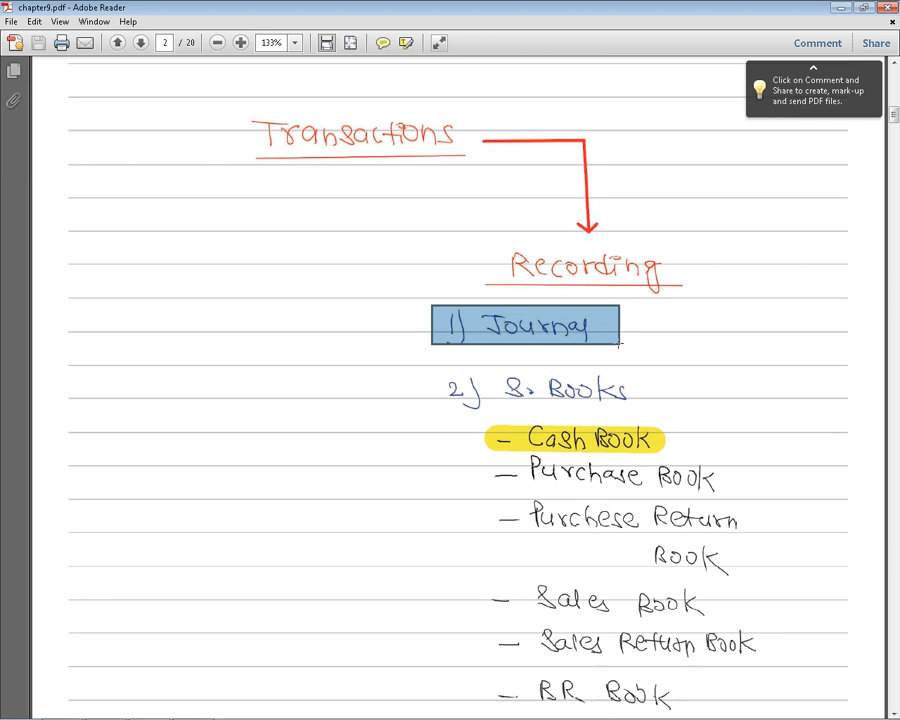 chapter9.pdf - Adobe Reader
File Edit View Window Help
2 / 20 133% Comment Share
Click on Comment and
Share to create, mark-up
and send PDF files.
Transactions
Recording
1) Journal
2) S. Books
- Cash Book
- Purchase Book
- Purchese Return
Book
- Sales Book
- Sales Return Book
- BR Book